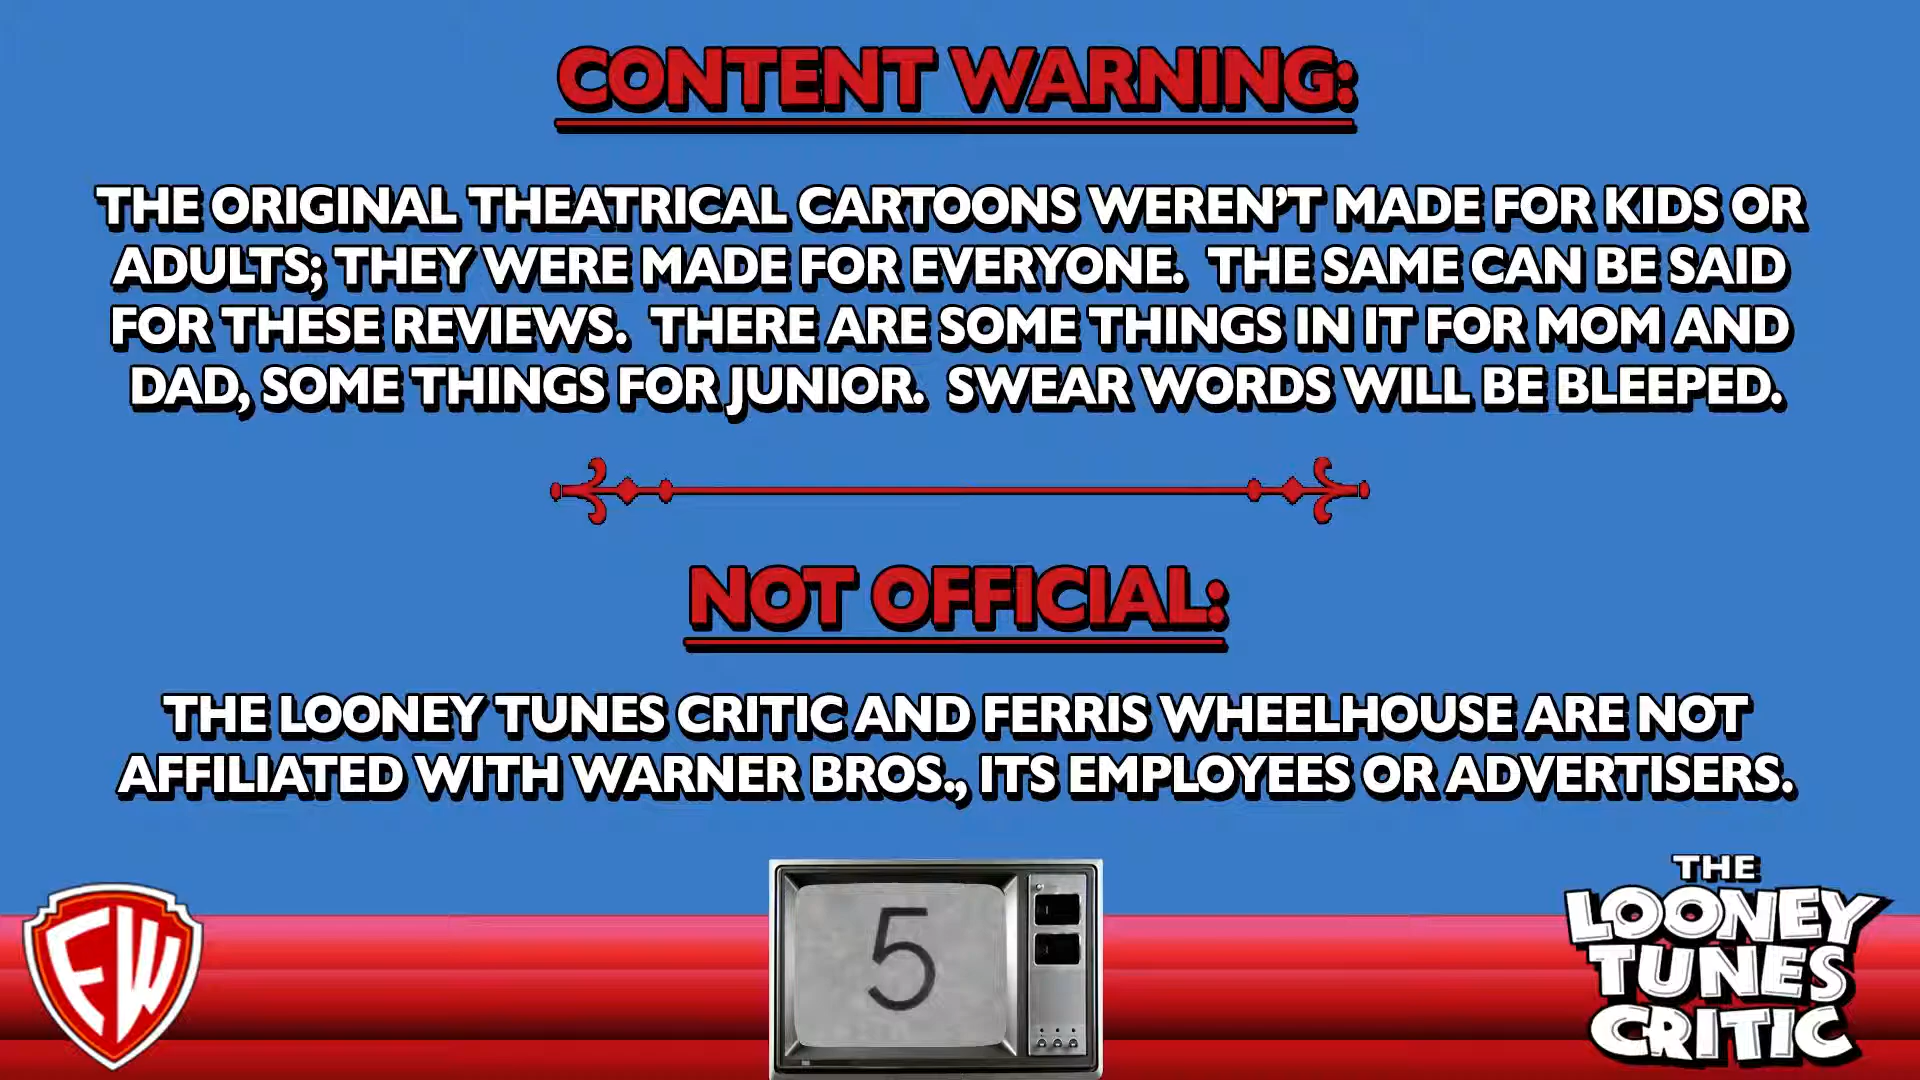 CONTENT WARNING:
THE ORIGINAL THEATRICAL CARTOONS WEREN'T MADE FOR KIDS OR
ADULTS; THEY WERE MADE FOR EVERYONE. THE SAME CAN BE SAID
FOR THESE REVIEWS. THERE ARE SOME THINGS IN IT FOR MOM AND
DAD, SOME THINGS FOR JUNIOR. SWEAR WORDS WILL BE BLEEPED.
NOT OFFICIAL:
THE LOONEY TUNES CRITIC AND FERRIS WHEELHOUSE ARE NOT
AFFILIATED WITH WARNER BROS., ITS EMPLOYEES OR ADVERTISERS.
FW
5
THE
LOONEY
TUNES
CRITIC